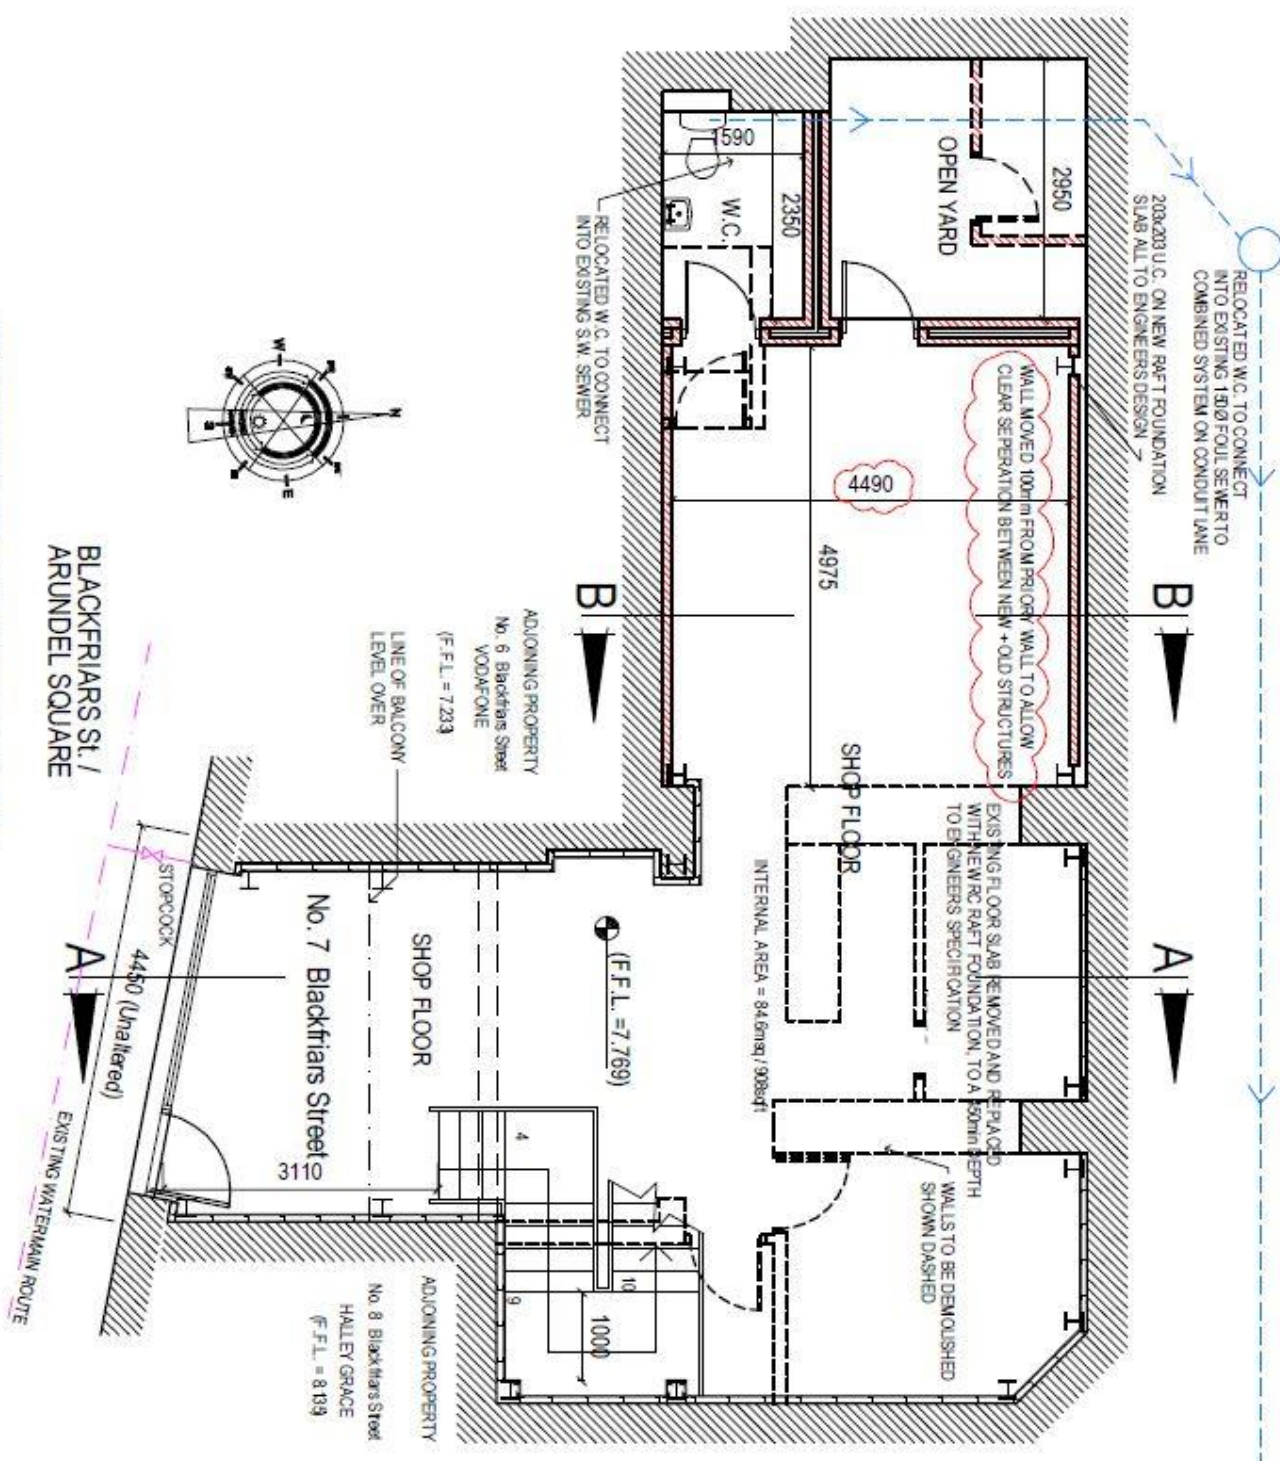 RELOCATED W.C. TO CONNECT
INTO EXISTING 150Ø FOUL SEWER TO
COMBINED SYSTEM ON CONDUIT LANE
203x203 U.C. ON NEW RAFT FOUNDATION
SLAB ALL TO ENGINEERS DESIGN
2950
OPEN YARD
2350
1590
W.C.
RELOCATED W.C. TO CONNECT
INTO EXISTING S.W. SEWER
WALL MOVED 100mm FROM PRIORY WALL TO ALLOW
CLEAR SEPERATION BETWEEN NEW + OLD STRUCTURES
4490
4975
B
B
SHOP FLOOR
EXISTING FLOOR SLAB REMOVED AND REPLACED
WITH NEW RC RAFT FOUNDATION, TO A 450min DEPTH
TO ENGINEERS SPECIFICATION
INTERNAL AREA = 84.6msq / 908sqft
ADJOINING PROPERTY
No. 6 Blackfriars Street
VODAFONE
(F.F.L. = 7.233)
LINE OF BALCONY
LEVEL OVER
A
A
(F.F.L. =7.769)
SHOP FLOOR
No. 7 Blackfriars Street
WALLS TO BE DEMOLISHED
SHOWN DASHED
3110
4
9
10
1000
ADJOINING PROPERTY
No. 8 Blackfriars Street
HALLEY GRACE
(F.F.L. = 8.135)
N
W
E
S
BLACKFRIARS St. /
ARUNDEL SQUARE
STOPCOCK
4450 (Unaltered)
EXISTING WATERMAIN ROUTE